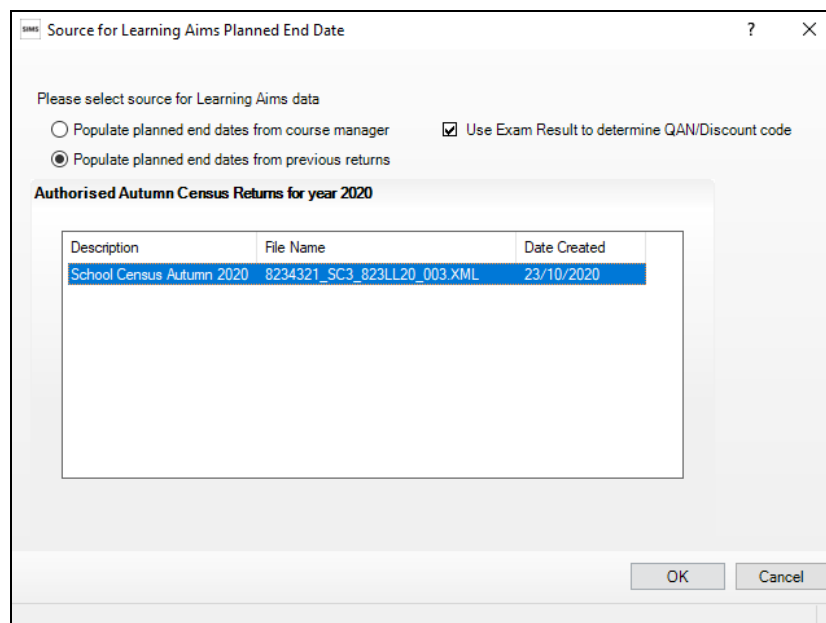 SIMS Source for Learning Aims Planned End Date ?
Please select source for Learning Aims data
Populate planned end dates from course manager Use Exam Result to determine QAN/Discount code
Populate planned end dates from previous returns
Authorised Autumn Census Returns for year 2020
Description File Name Date Created
School Census Autumn 2020 8234321_SC3_823LL20_003.XML 23/10/2020
OK Cancel